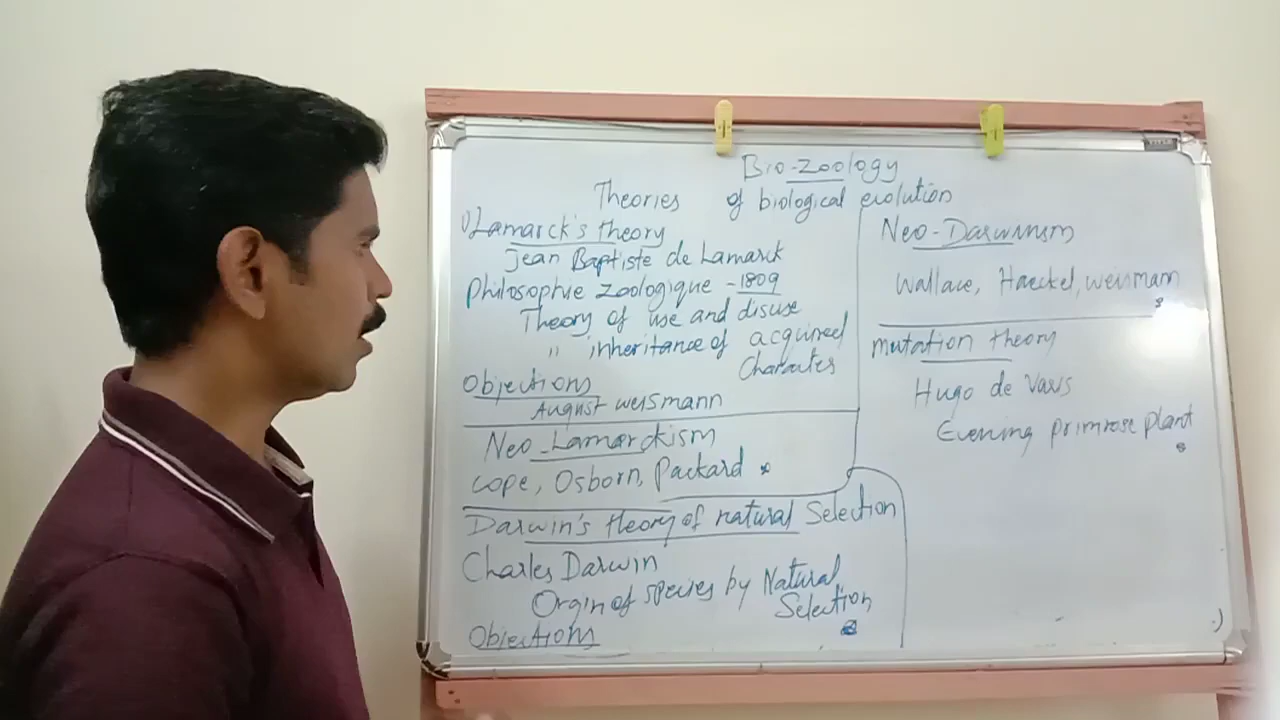 Bio-zoology
Theories of biological evolution
1) Lamarck's theory
Jean Baptiste de Lamarck
Philosophie zoologique - 1809
Theory of use and disuse
" inheritance of acquired
Charactes
Objections
August weismann
Neo-Lamarckism
Cope, Osborn, Packard
Darwin's theory of natural Selection
Charles Darwin
Orgin of species by Natural
Selection
Objections
Neo-Darwinism
Wallace, Haeckel, weismann
Mutation theory
Hugo de Varis
Evening primrose plant